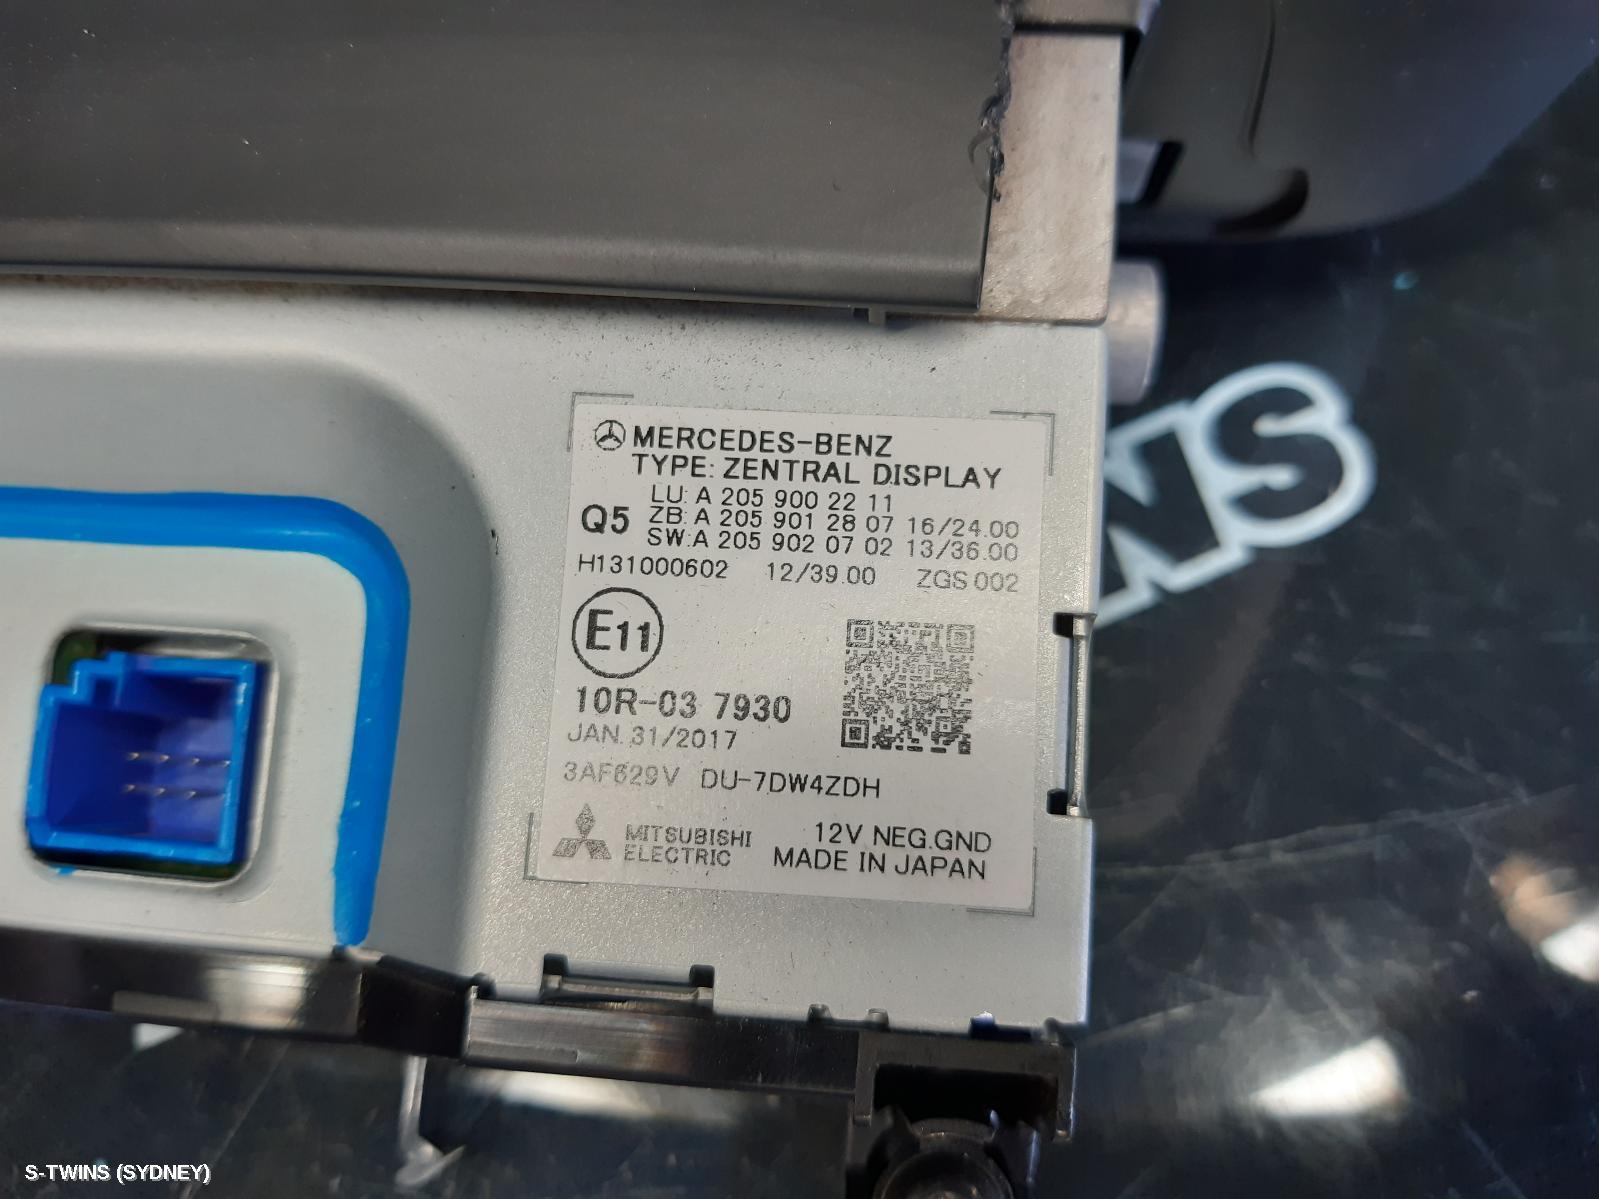 MERCEDES-BENZ
TYPE: ZENTRAL DISPLAY
LU: A 205 900 22 11
Q5 ZB: A 205 901 28 07 16/24.00
SW:A 205 902 07 02 13/36.00
H131000602 12/39.00 ZGS 002
E11
10R-03 7930
JAN. 31/2017
3AF629V DU-7DW4ZDH
MITSUBISHI 12V NEG.GND
ELECTRIC MADE IN JAPAN
NS
S-TWINS (SYDNEY)